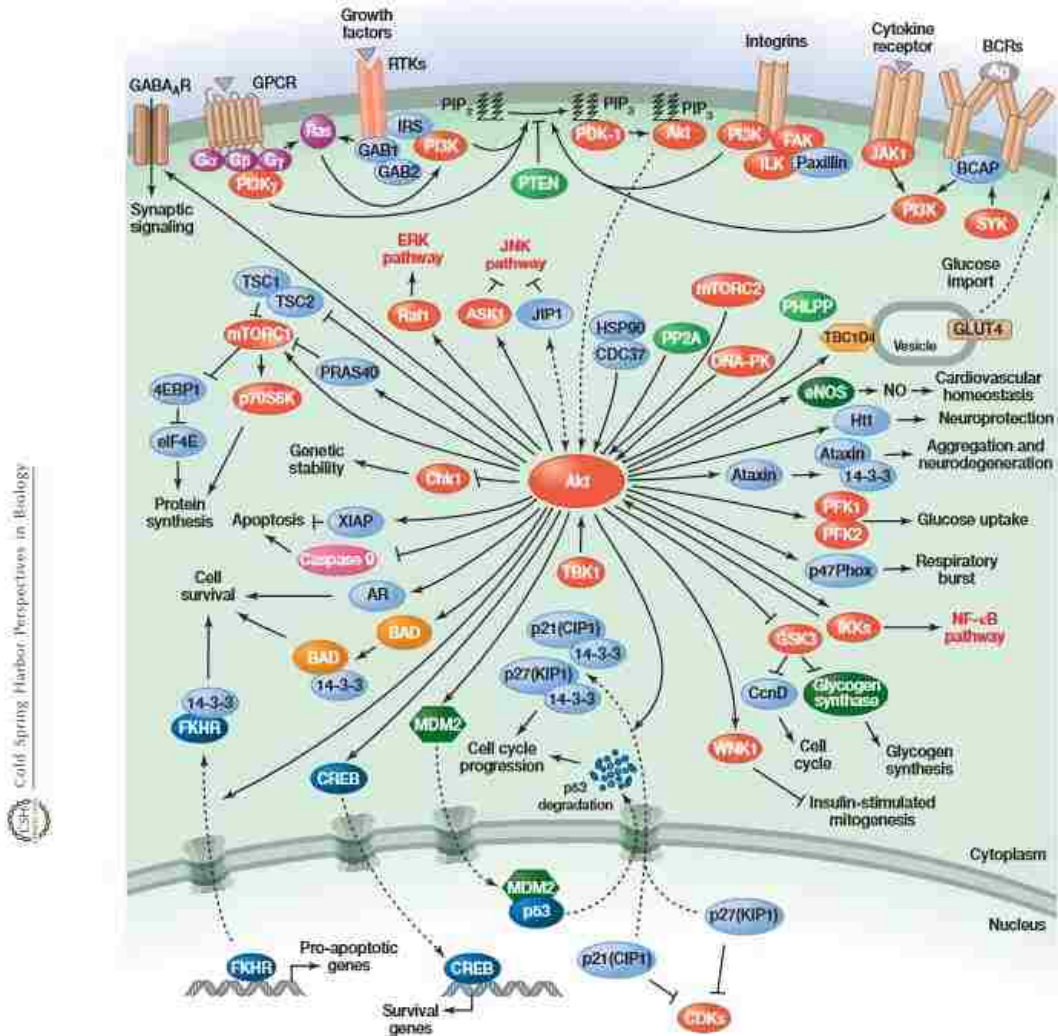 Growth
factors
Integrins
Cytokine
receptor
BCRs
Ag
GABAAR
GPCR
RTKs
PIP2
PIP3
PIP3
Gα
Gβ
Gγ
PI3Kγ
Ras
IRS
GAB1
GAB2
PI3K
PTEN
PDK-1
Akt
PI3K
FAK
ILK
Paxillin
JAK1
BCAP
PI3K
SYK
Synaptic
signaling
ERK
pathway
JNK
pathway
Glucose
import
TSC1
TSC2
mTORC1
Raf1
ASK1
JIP1
HSP90
CDC37
PP2A
mTORC2
DNA-PK
PHLPP
TBC1D4
Vesicle
GLUT4
4EBP1
p70S6K
PRAS40
eIF4E
eNOS
NO
Cardiovascular
homeostasis
Htt
Neuroprotection
Genetic
stability
Chk1
Akt
Ataxin
Ataxin
14-3-3
Aggregation and
neurodegeneration
Protein
synthesis
Apoptosis
XIAP
PFK1
PFK2
Glucose uptake
Caspase 9
TBK1
p47Phox
Respiratory
burst
Cell
survival
AR
BAD
BAD
14-3-3
p21(CIP1)
14-3-3
p27(KIP1)
14-3-3
GSK3
IKKs
NF-κB
pathway
14-3-3
FKHR
CcnD
Glycogen
synthase
MDM2
Cell cycle
progression
CREB
p53
degradation
WNK1
Cell
cycle
Glycogen
synthesis
Insulin-stimulated
mitogenesis
Cytoplasm
Nucleus
MDM2
p53
p27(KIP1)
p21(CIP1)
FKHR
Pro-apoptotic
genes
CREB
Survival
genes
CDKs
Cold Spring Harbor Perspectives in Biology